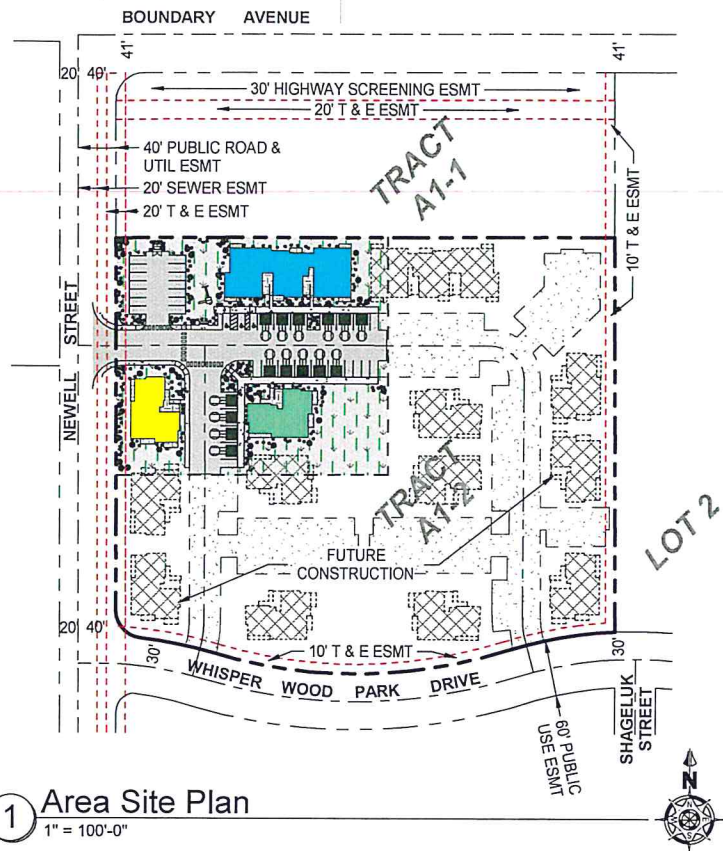 BOUNDARY AVENUE
41'
41'
20' 40'
30' HIGHWAY SCREENING ESMT
20' T & E ESMT
40' PUBLIC ROAD &
UTIL ESMT
20' SEWER ESMT
20' T & E ESMT
TRACT
A1-1
10' T & E ESMT
NEWELL STREET
TRACT
A1-2
LOT 2
FUTURE
CONSTRUCTION
20' 40'
30'
10' T & E ESMT
30'
WHISPER WOOD PARK DRIVE
60' PUBLIC
USE ESMT
SHAGELUK
STREET
N
N
E
S
W
1 Area Site Plan
1" = 100'-0"